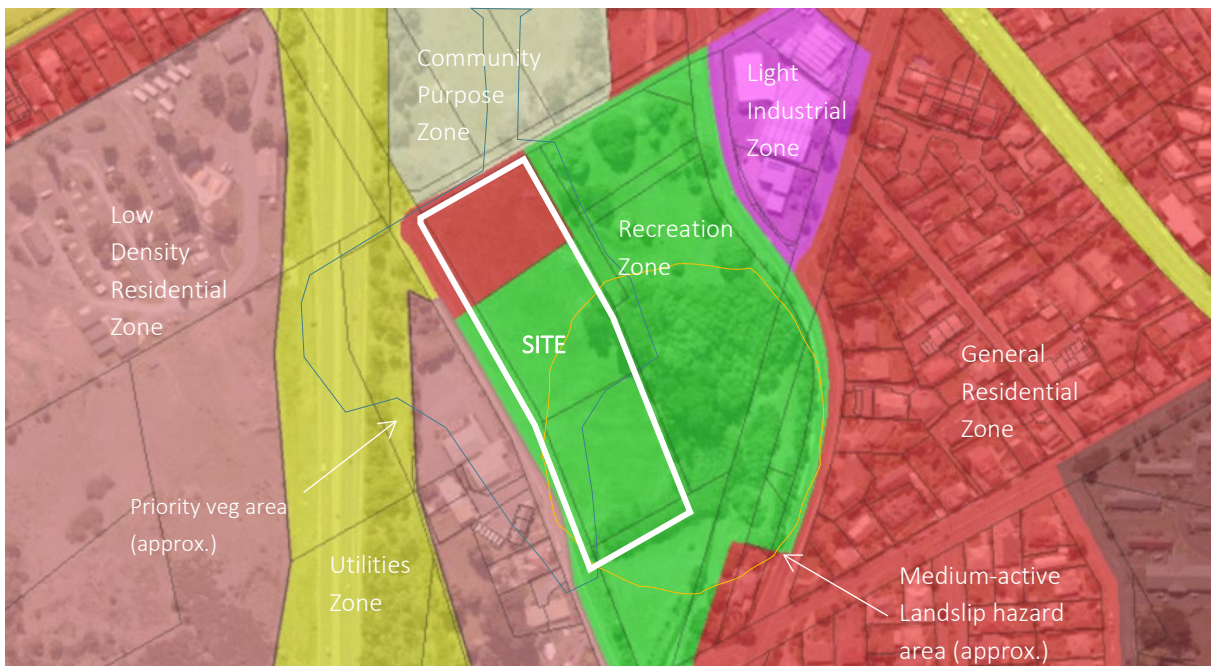 Community
Purpose
Zone
Light
Industrial
Zone
Low
Density
Residential
Zone
Recreation
Zone
SITE
General
Residential
Zone
Priority veg area
(approx.)
Utilities
Zone
Medium-active
Landslip hazard
area (approx.)